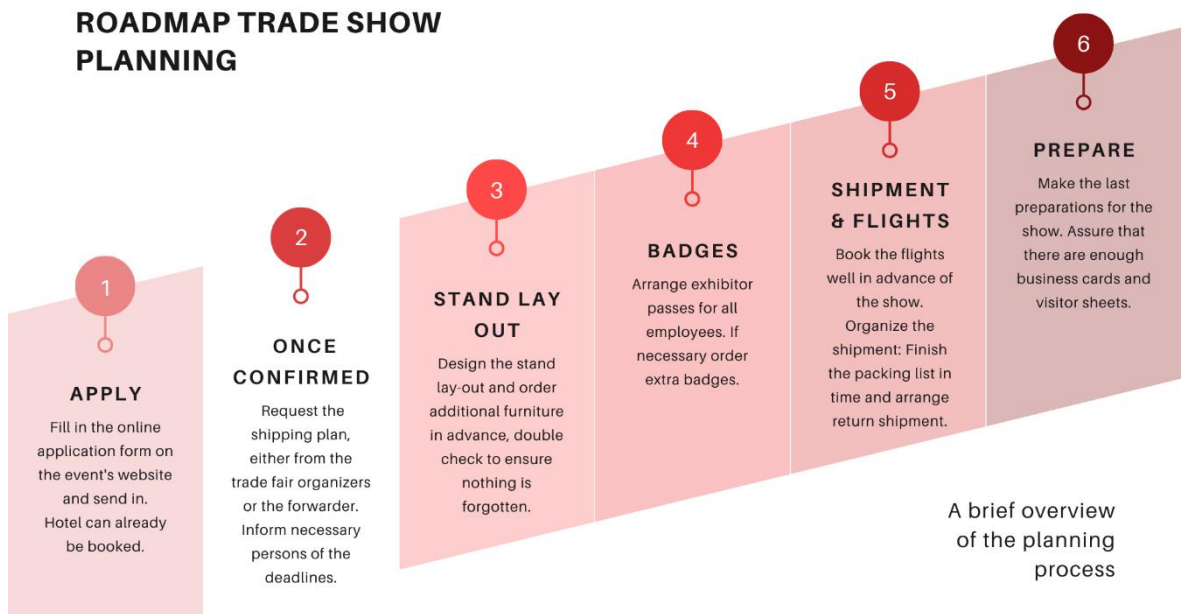 ROADMAP TRADE SHOW
PLANNING
1
APPLY
Fill in the online
application form on
the event's website
and send in.
Hotel can already
be booked.
2
ONCE
CONFIRMED
Request the
shipping plan,
either from the
trade fair organizers
or the forwarder.
Inform necessary
persons of the
deadlines.
3
STAND LAY
OUT
Design the stand
lay-out and order
additional furniture
in advance, double
check to ensure
nothing is
forgotten.
4
BADGES
Arrange exhibitor
passes for all
employees. If
necessary order
extra badges.
5
SHIPMENT
& FLIGHTS
Book the flights
well in advance of
the show.
Organize the
shipment: Finish
the packing list in
time and arrange
return shipment.
6
PREPARE
Make the last
preparations for the
show. Assure that
there are enough
business cards and
visitor sheets.
A brief overview
of the planning
process